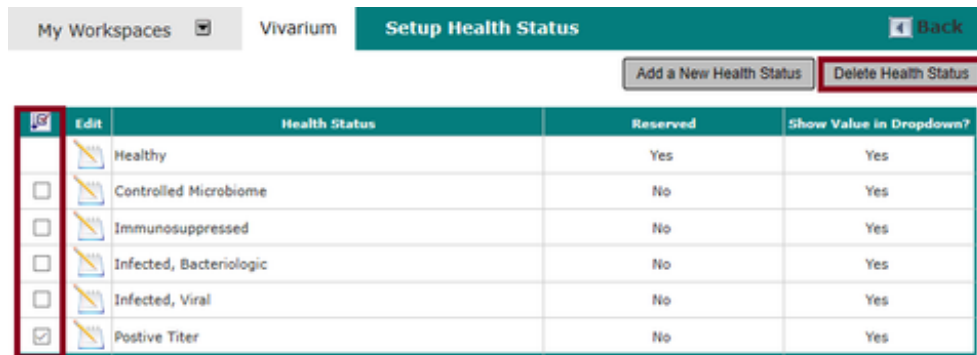 My Workspaces Vivarium Setup Health Status Back
Add a New Health Status Delete Health Status
Edit Health Status Reserved Show Value in Dropdown?
Healthy Yes Yes
Controlled Microbiome No Yes
Immunosuppressed No Yes
Infected, Bacteriologic No Yes
Infected, Viral No Yes
Postive Titer No Yes